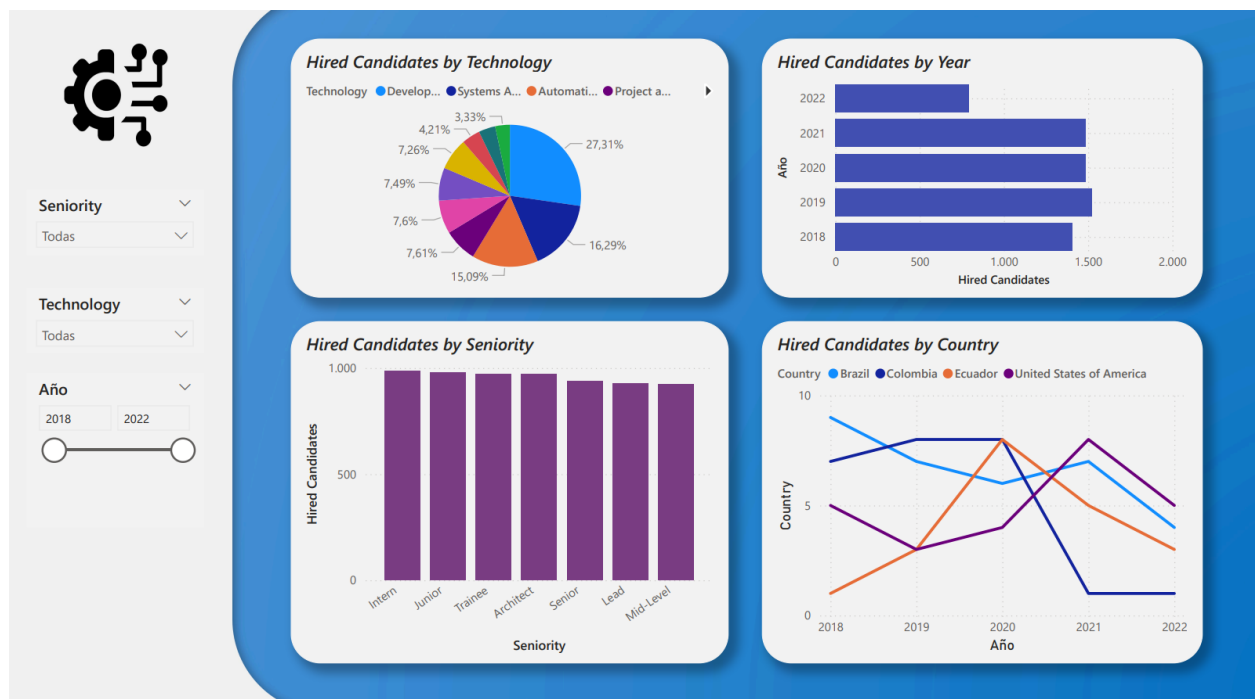 Seniority
Todas
Technology
Todas
Año
2018 2022
Hired Candidates by Technology
Technology Develop... Systems A... Automati... Project a...
3,33%
4,21%
7,26%
7,49%
7,6%
7,61%
15,09%
16,29%
27,31%
Hired Candidates by Year
Año
2022
2021
2020
2019
2018
0 500 1.000 1.500 2.000
Hired Candidates
Hired Candidates by Seniority
Hired Candidates
1.000
500
0
Intern Junior Trainee Architect Senior Lead Mid-Level
Seniority
Hired Candidates by Country
Country Brazil Colombia Ecuador United States of America
Country
10
5
0
2018 2019 2020 2021 2022
Año